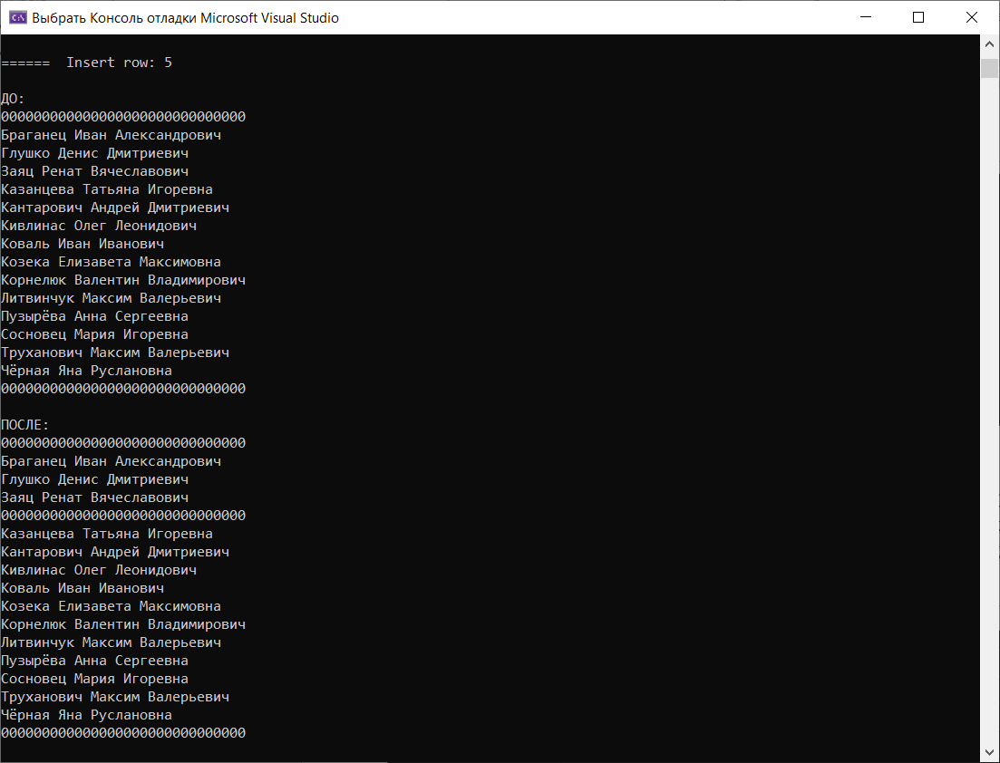 Выбрать Консоль отладки Microsoft Visual Studio
======  Insert row: 5
ДО:
000000000000000000000000000000
Браганец Иван Александрович
Глушко Денис Дмитриевич
Заяц Ренат Вячеславович
Казанцева Татьяна Игоревна
Кантарович Андрей Дмитриевич
Кивлинас Олег Леонидович
Коваль Иван Иванович
Козека Елизавета Максимовна
Корнелюк Валентин Владимирович
Литвинчук Максим Валерьевич
Пузырёва Анна Сергеевна
Сосновец Мария Игоревна
Труханович Максим Валерьевич
Чёрная Яна Руслановна
000000000000000000000000000000
ПОСЛЕ:
000000000000000000000000000000
Браганец Иван Александрович
Глушко Денис Дмитриевич
Заяц Ренат Вячеславович
000000000000000000000000000000
Казанцева Татьяна Игоревна
Кантарович Андрей Дмитриевич
Кивлинас Олег Леонидович
Коваль Иван Иванович
Козека Елизавета Максимовна
Корнелюк Валентин Владимирович
Литвинчук Максим Валерьевич
Пузырёва Анна Сергеевна
Сосновец Мария Игоревна
Труханович Максим Валерьевич
Чёрная Яна Руслановна
000000000000000000000000000000